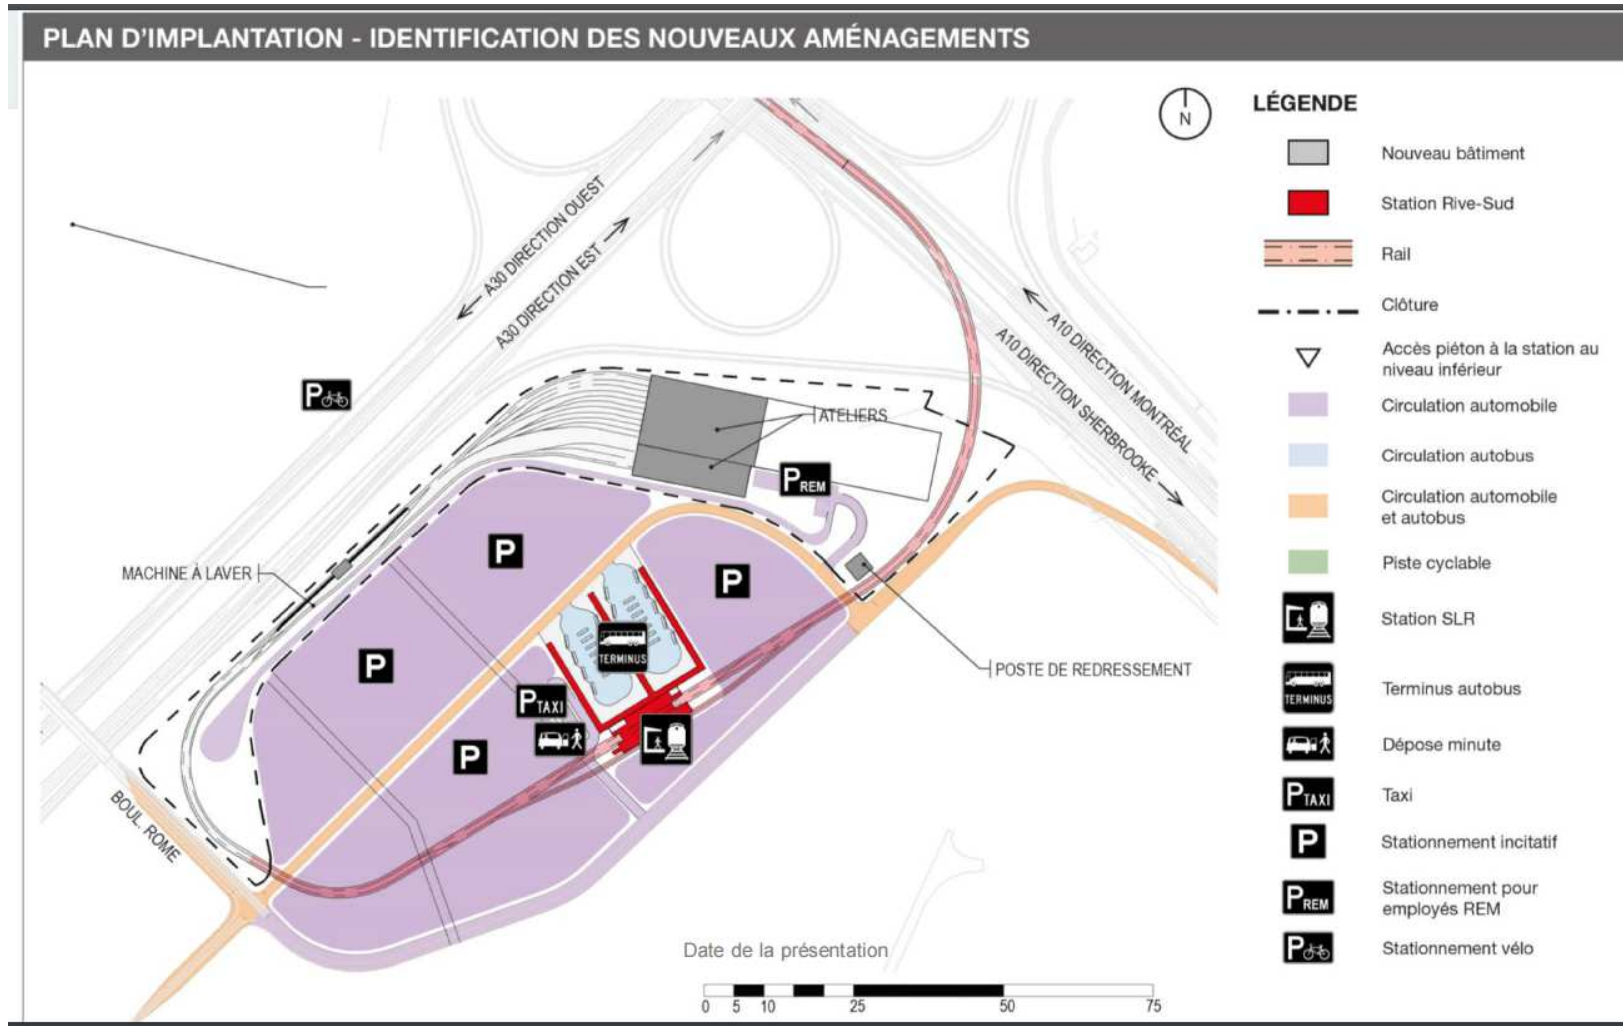 PLAN D'IMPLANTATION - IDENTIFICATION DES NOUVEAUX AMÉNAGEMENTS
N
LÉGENDE
Nouveau bâtiment
Station Rive-Sud
Rail
Clôture
Accès piéton à la station au
niveau inférieur
Circulation automobile
Circulation autobus
Circulation automobile
et autobus
Piste cyclable
Station SLR
TERMINUS
Terminus autobus
Dépose minute
PTAXI
Taxi
P
Stationnement incitatif
PREM
Stationnement pour
employés REM
P
Stationnement vélo
A30 DIRECTION OUEST
A30 DIRECTION EST
A10 DIRECTION MONTRÉAL
A10 DIRECTION SHERBROOKE
P
ATELIERS
PREM
P
P
MACHINE À LAVER
P
TERMINUS
POSTE DE REDRESSEMENT
PTAXI
P
BOUL. ROME
Date de la présentation
0 5 10 25 50 75